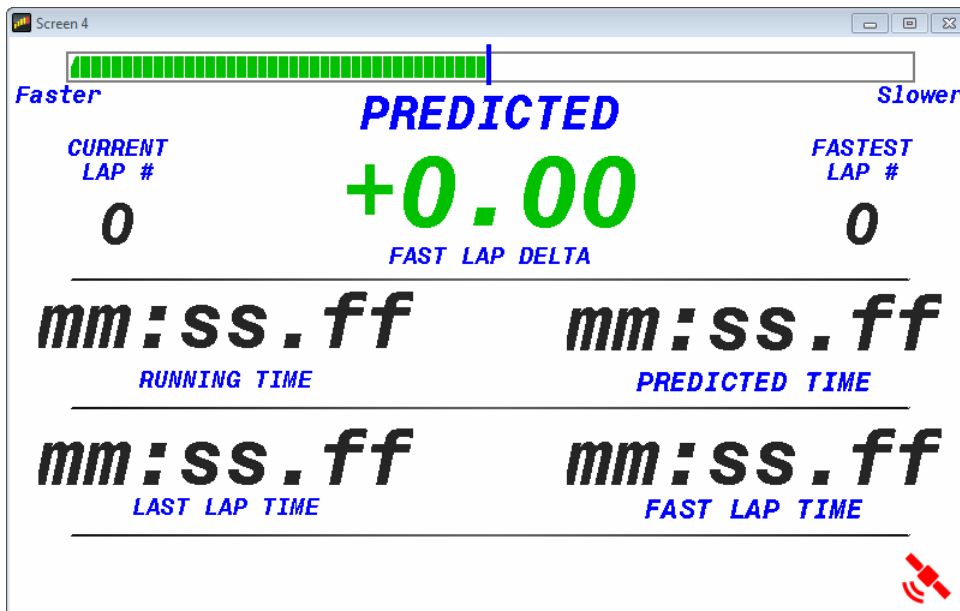 Screen 4
Faster
Slower
PREDICTED
CURRENT
LAP #
0
+0.00
FAST LAP DELTA
FASTEST
LAP #
0
mm:ss.ff
mm:ss.ff
RUNNING TIME
PREDICTED TIME
mm:ss.ff
mm:ss.ff
LAST LAP TIME
FAST LAP TIME